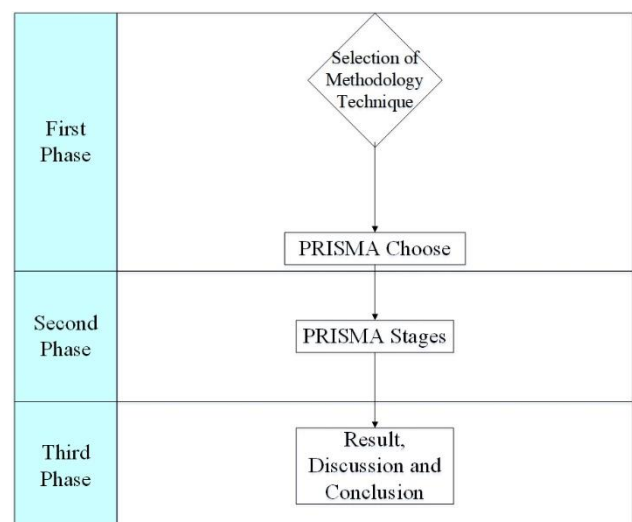 Selection of
Methodology
Technique
First
Phase
PRISMA Choose
Second
Phase
PRISMA Stages
Third
Phase
Result,
Discussion and
Conclusion